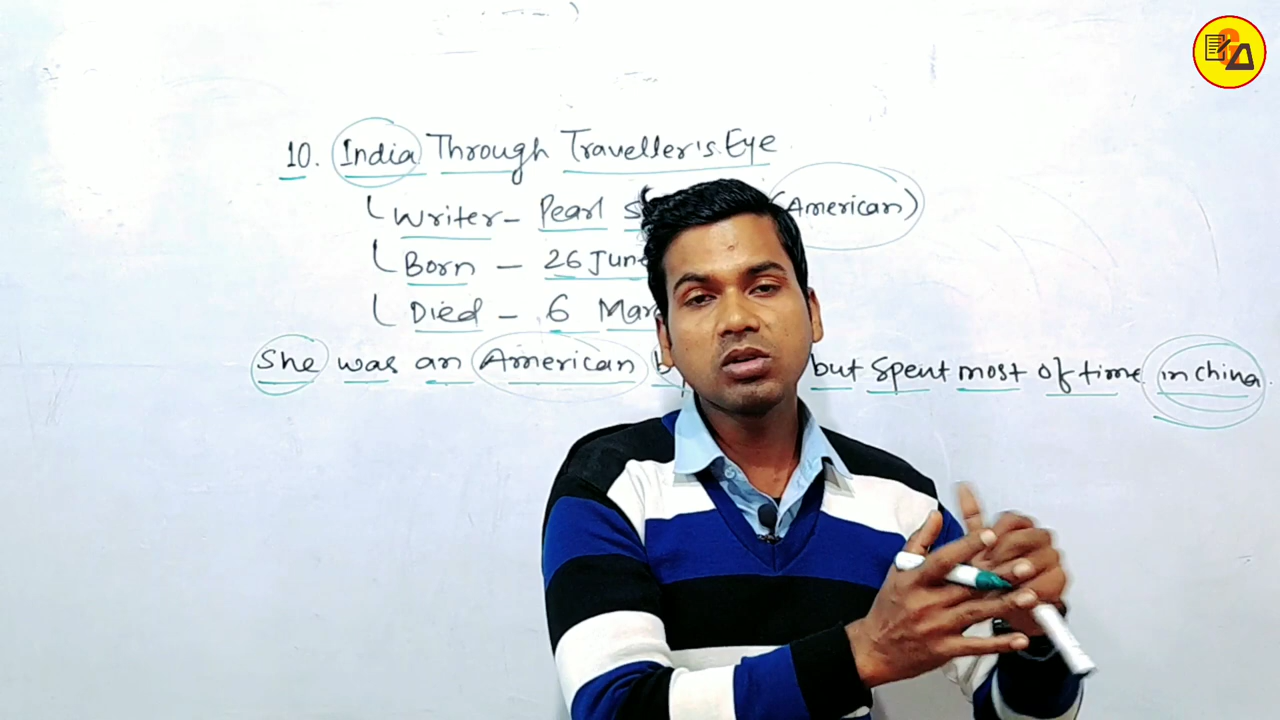 10. India Through Traveller's Eye
Writer - Pearl S (American)
Born - 26 June
Died - 6 Mar
She was an American b but spent most of time in china.